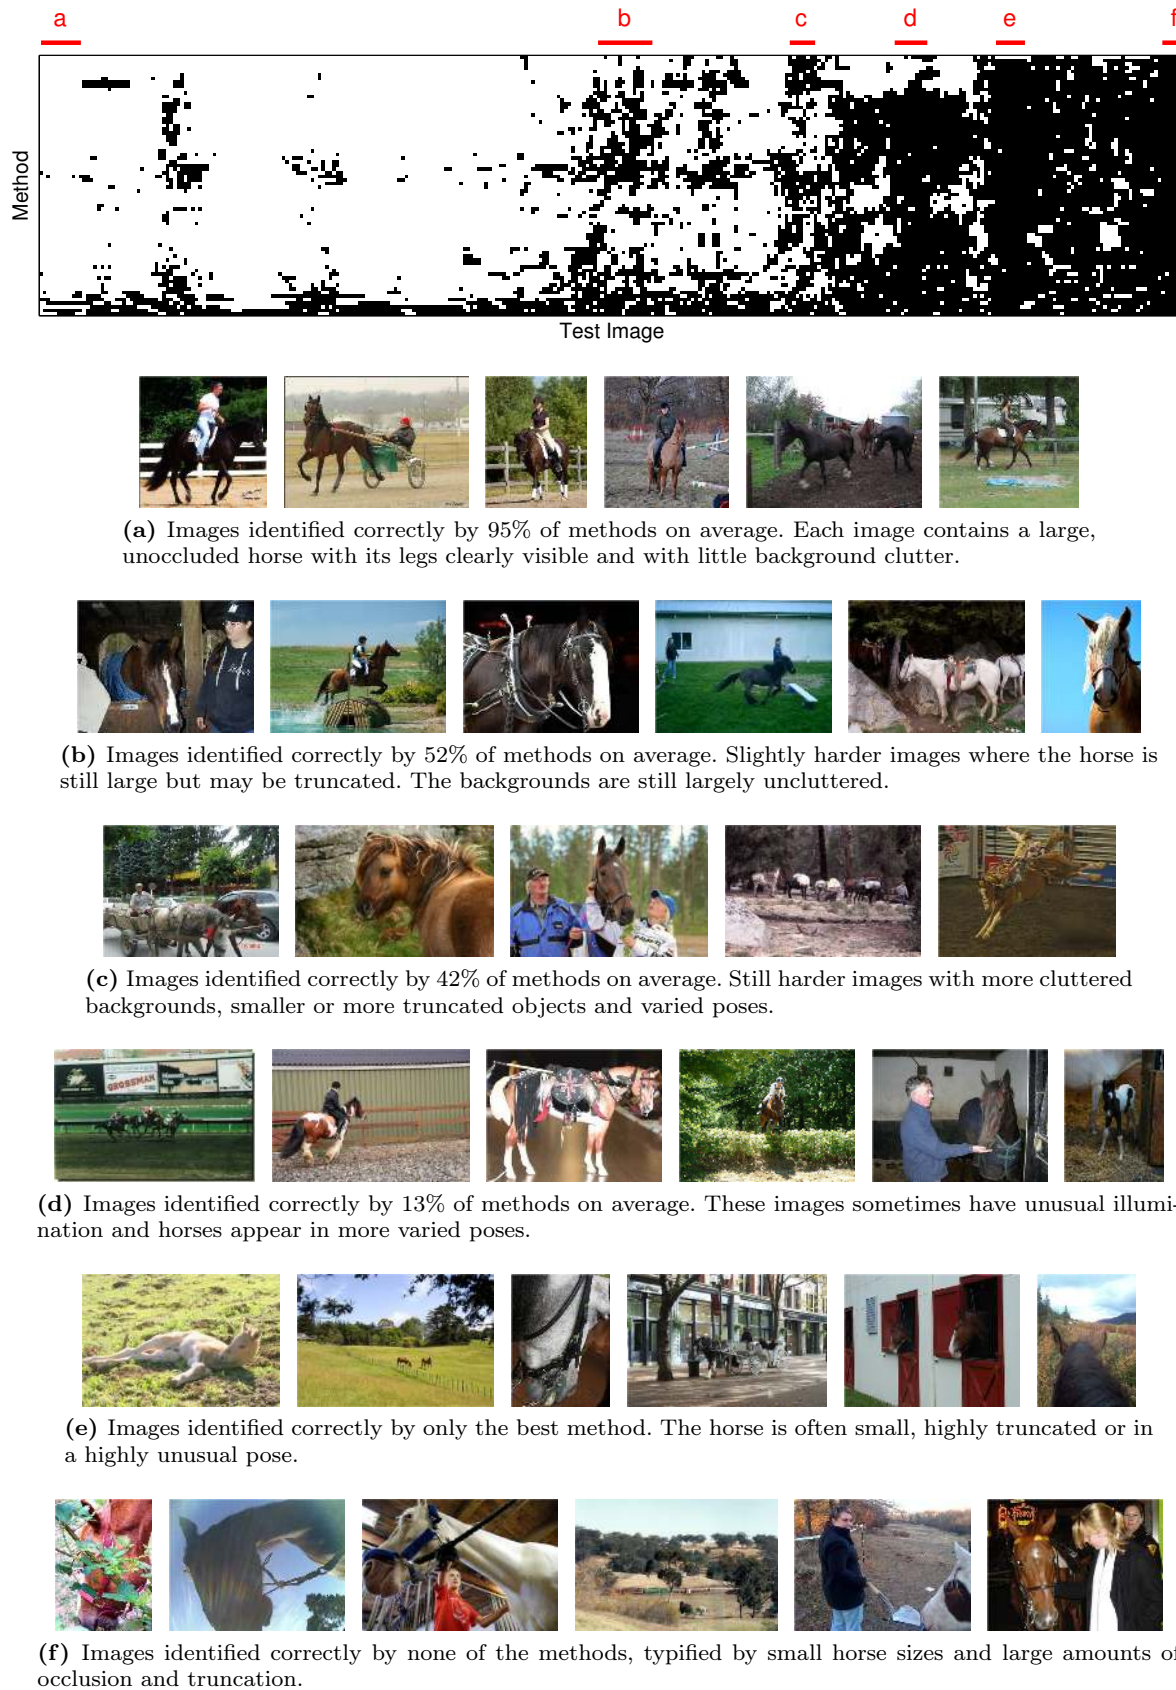 a
b
c
d
e
f
Method
Test Image
(a) Images identified correctly by 95% of methods on average. Each image contains a large,
unoccluded horse with its legs clearly visible and with little background clutter.
(b) Images identified correctly by 52% of methods on average. Slightly harder images where the horse is
still large but may be truncated. The backgrounds are still largely uncluttered.
(c) Images identified correctly by 42% of methods on average. Still harder images with more cluttered
backgrounds, smaller or more truncated objects and varied poses.
GROSSMAN
(d) Images identified correctly by 13% of methods on average. These images sometimes have unusual illumi-
nation and horses appear in more varied poses.
(e) Images identified correctly by only the best method. The horse is often small, highly truncated or in
a highly unusual pose.
(f) Images identified correctly by none of the methods, typified by small horse sizes and large amounts of
occlusion and truncation.